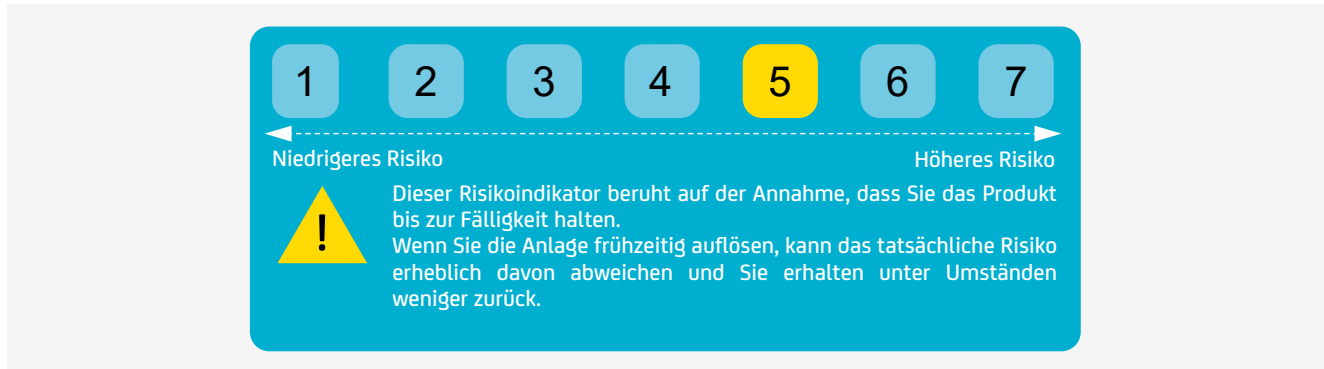 1 2 3 4 5 6 7
Niedrigeres Risiko Höheres Risiko
!
Dieser Risikoindikator beruht auf der Annahme, dass Sie das Produkt
bis zur Fälligkeit halten.
Wenn Sie die Anlage frühzeitig auflösen, kann das tatsächliche Risiko
erheblich davon abweichen und Sie erhalten unter Umständen
weniger zurück.